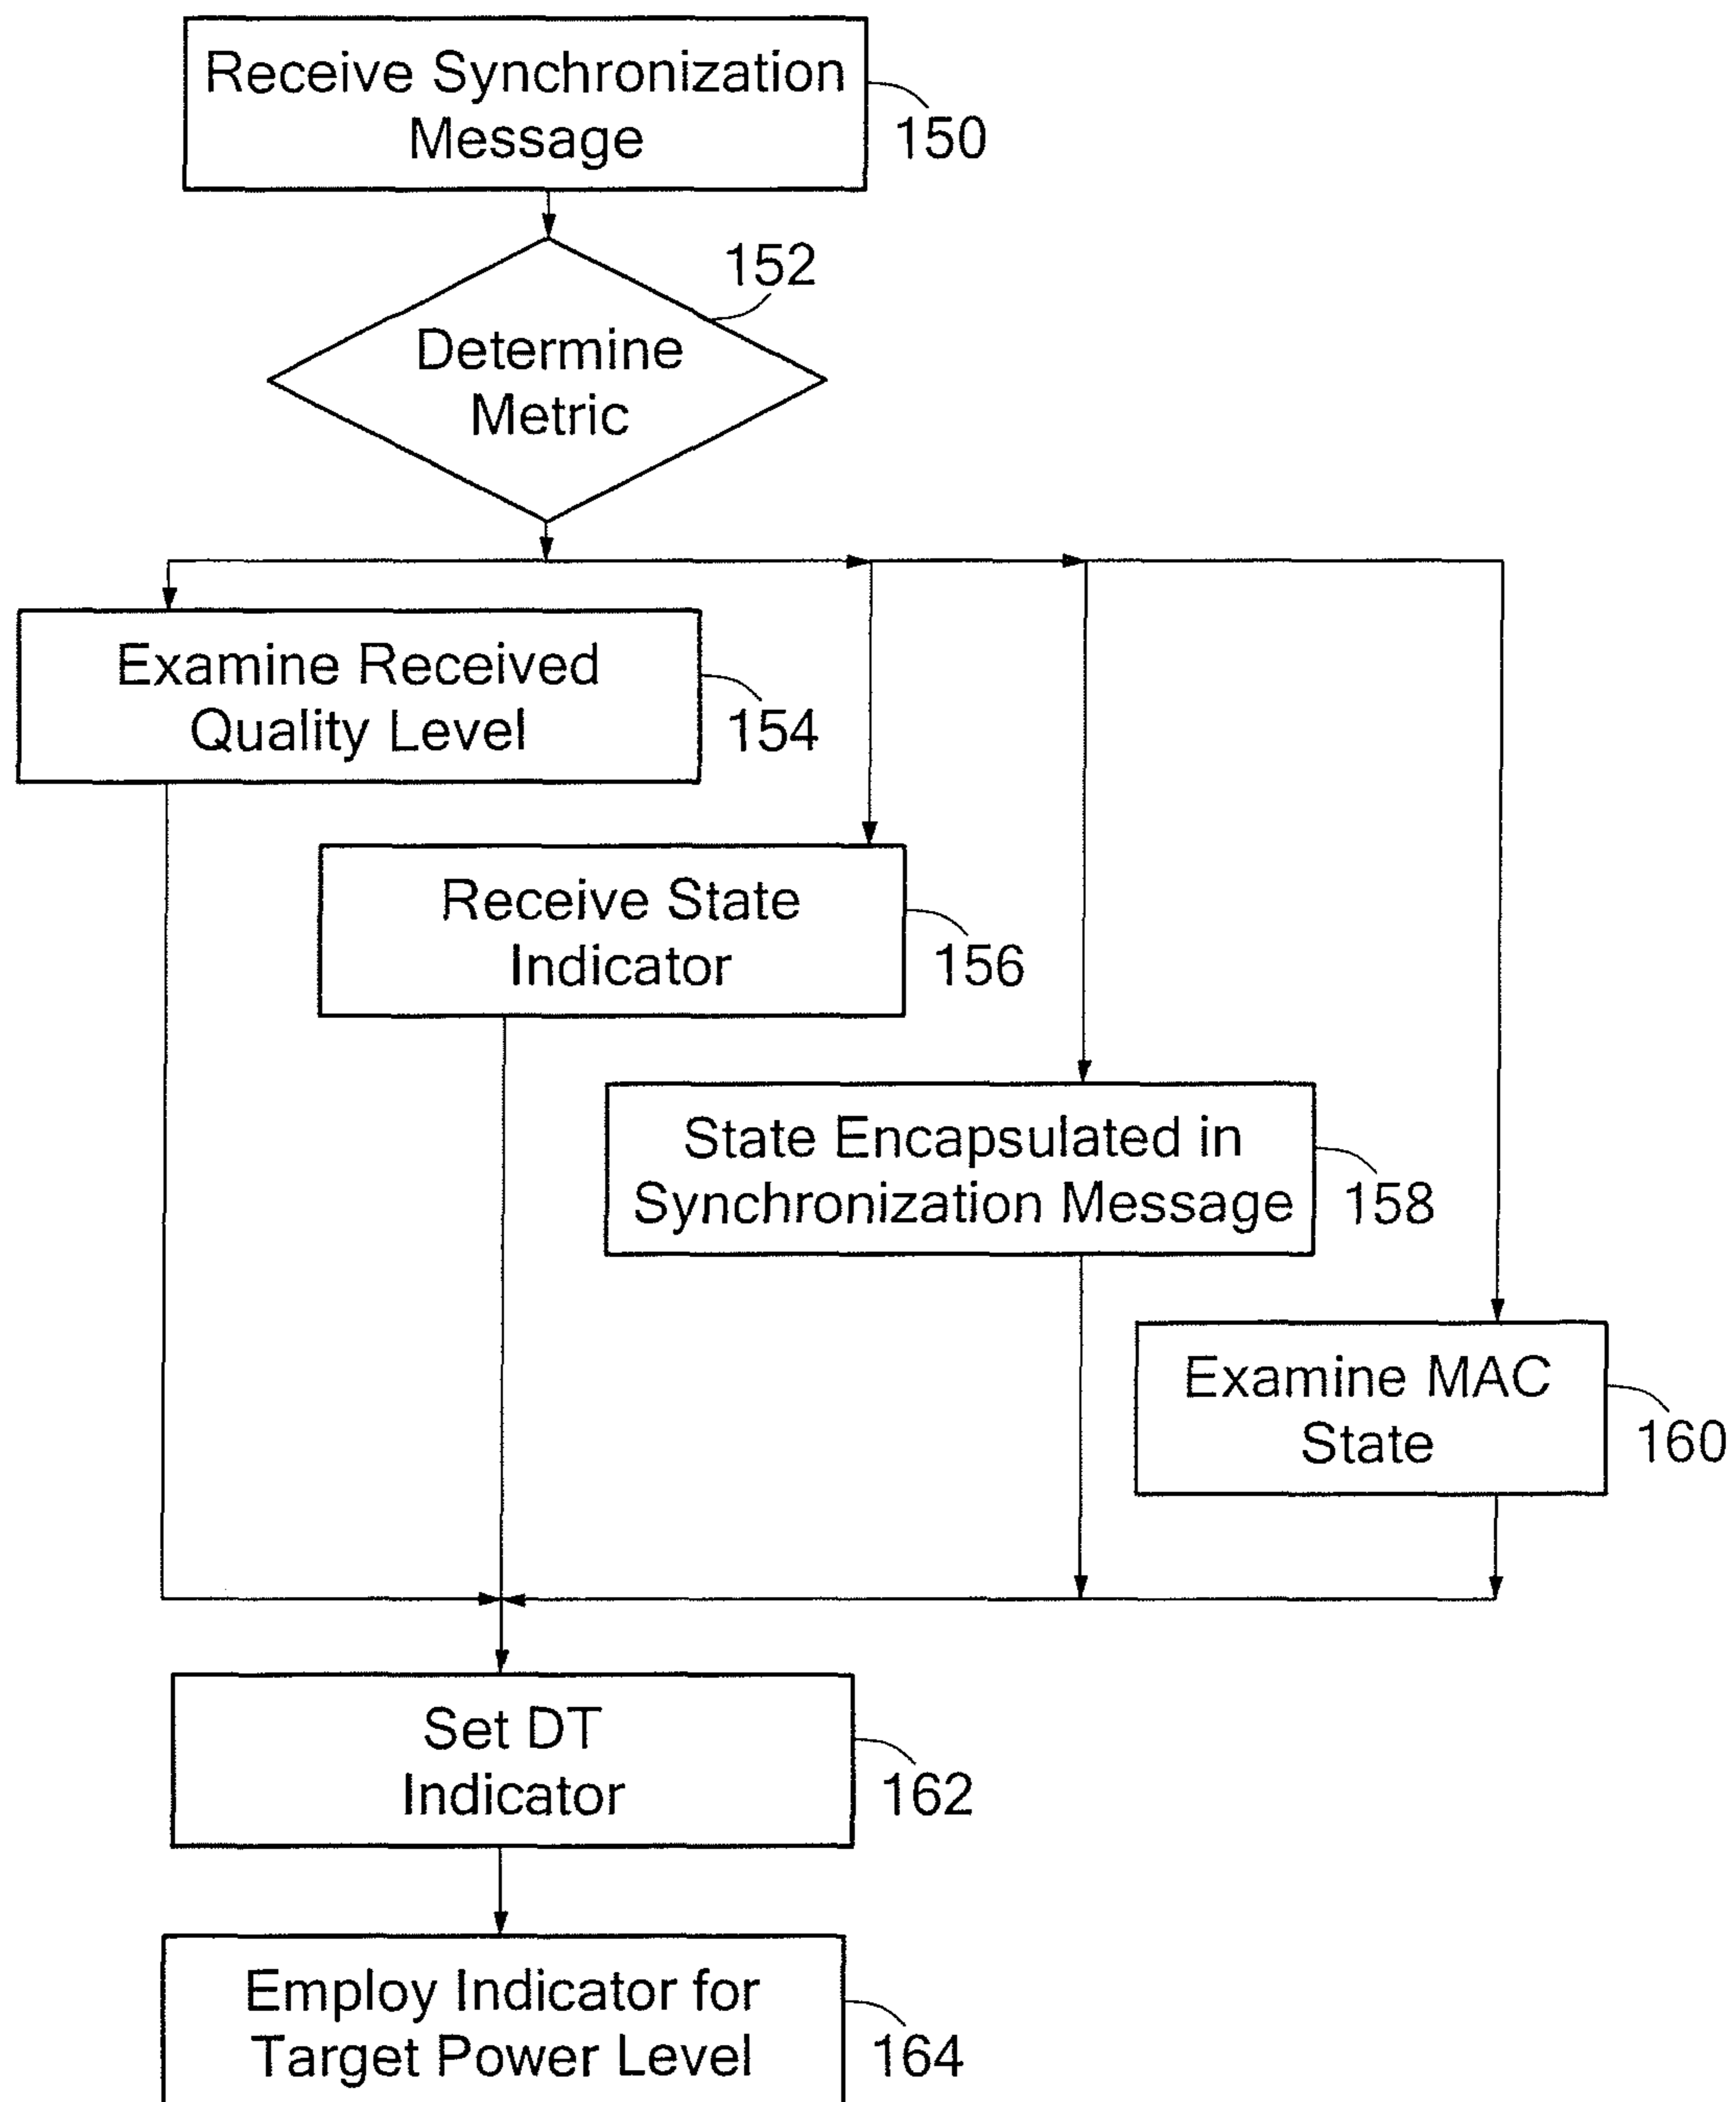 Receive Synchronization
Message
150
152
Determine
Metric
Examine Received
Quality Level
154
Receive State
Indicator
156
State Encapsulated in
Synchronization Message
158
Examine MAC
State
160
Set DT
Indicator
162
Employ Indicator for
Target Power Level
164